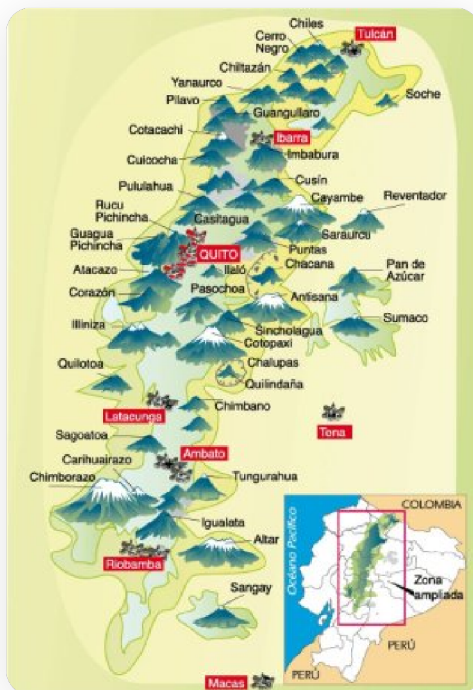 Chiles
Cerro
Negro
Tulcán
Chiltazán
Yanaurco
Pilavo
Soche
Guangullaro
Cotacachi
Ibarra
Cuicocha
Imbabura
Pululahua
Cusín
Cayambe
Reventador
Rucu
Pichincha
Casitagua
Saraurcu
Guagua
Pichincha
QUITO
Puntas
Atacazo
Ilaló
Chacana
Pan de
Azúcar
Corazón
Pasochoa
Antisana
Illiniza
Sincholagua
Sumaco
Cotopaxi
Quilotoa
Chalupas
Quilindaña
Latacunga
Chimbano
Tena
Sagoatoa
Ambato
Carihuairazo
Tungurahua
Chimborazo
Igualata
Altar
Riobamba
Sangay
Macas
COLOMBIA
Océano Pacífico
Zona
ampliada
PERÚ
PERÚ